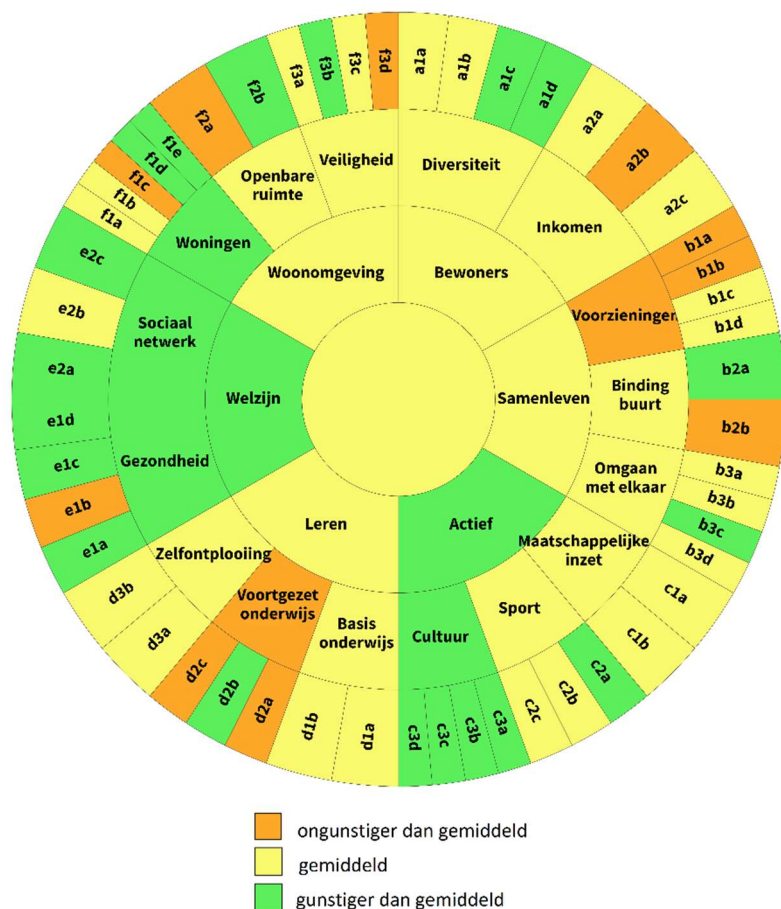 a1a
a1b
a1c
a1d
a2a
a2b
a2c
b1a
b1b
b1c
b1d
b2a
b2b
b3a
b3b
b3c
b3d
c1a
c1b
c2a
c2b
c2c
c3a
c3b
c3c
c3d
d1a
d1b
d2a
d2b
d2c
d3a
d3b
e1a
e1b
e1c
e1d
e2a
e2b
e2c
f1a
f1b
f1c
f1d
f1e
f2a
f2b
f3a
f3b
f3c
f3d
Diversiteit
Inkomen
Voorzieningen
Binding
buurt
Omgaan
met elkaar
Maatschappelijke
inzet
Sport
Cultuur
Basis
onderwijs
Voortgezet
onderwijs
Zelfontplooiing
Gezondheid
Sociaal
netwerk
Woningen
Openbare
ruimte
Veiligheid
Bewoners
Samenleven
Actief
Leren
Welzijn
Woonomgeving
ongunstiger dan gemiddeld
gemiddeld
gunstiger dan gemiddeld